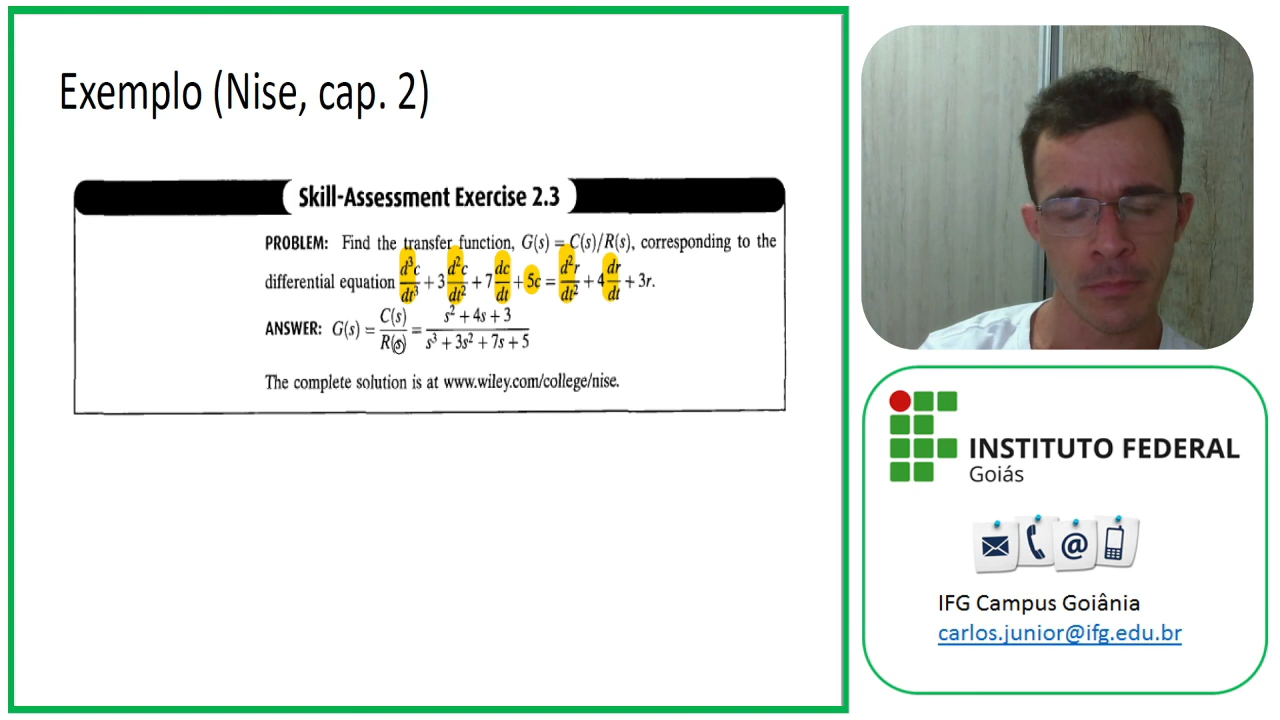 Exemplo (Nise, cap. 2)
Skill-Assessment Exercise 2.3
PROBLEM: Find the transfer function, G(s) = C(s)/R(s), corresponding to the
differential equation d³c/dt³ + 3 d²c/dt² + 7 dc/dt + 5c = d²r/dt² + 4 dr/dt + 3r.
ANSWER: G(s) = C(s)/R(s) = s² + 4s + 3 / s³ + 3s² + 7s + 5
The complete solution is at www.wiley.com/college/nise.
INSTITUTO FEDERAL
Goiás
@
IFG Campus Goiânia
carlos.junior@ifg.edu.br